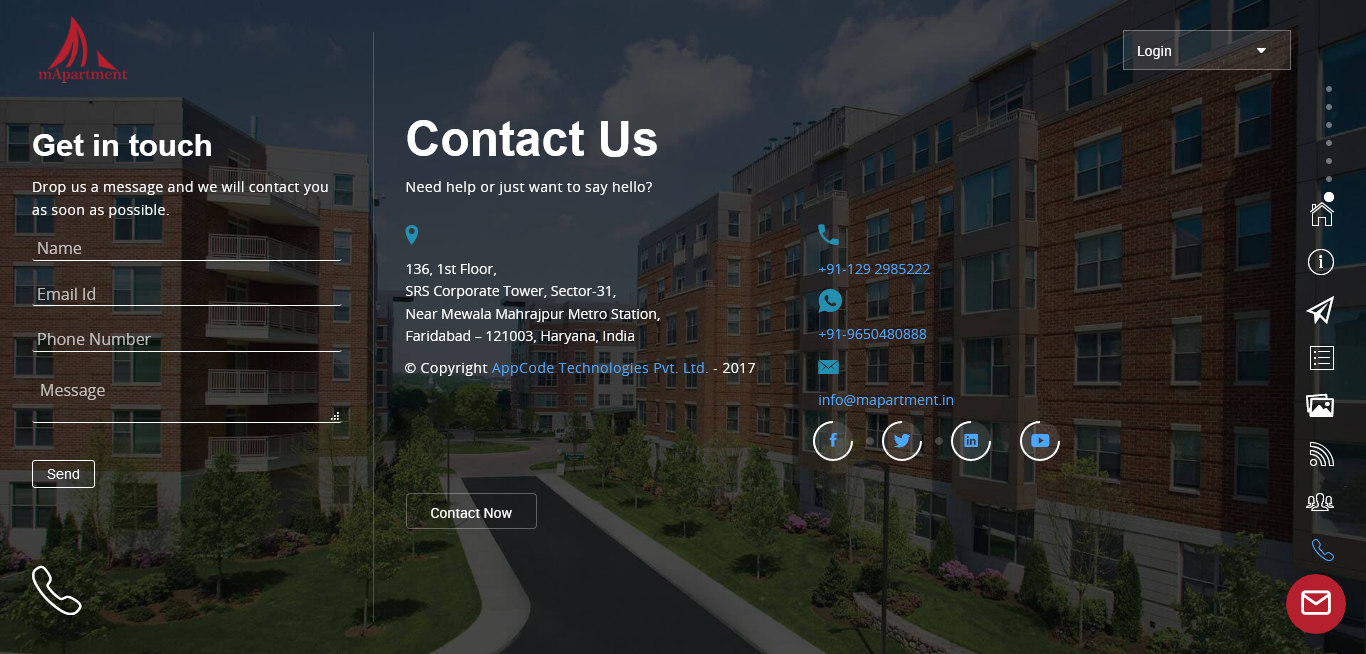 mApartment
Login
Get in touch
Drop us a message and we will contact you
as soon as possible.
Name
Email Id
Phone Number
Message
Send
Contact Us
Need help or just want to say hello?
136, 1st Floor,
SRS Corporate Tower, Sector-31,
Near Mewala Mahrajpur Metro Station,
Faridabad – 121003, Haryana, India
© Copyright AppCode Technologies Pvt. Ltd. - 2017
+91-129 2985222
+91-9650480888
info@mapartment.in
Contact Now